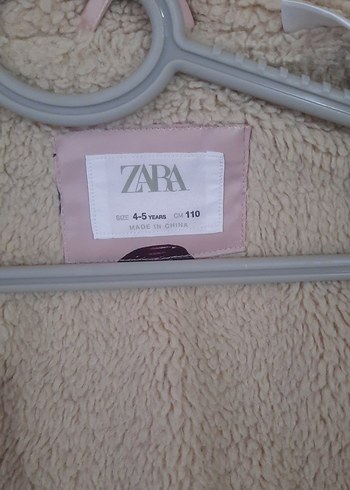 ZARA
SIZE 4-5 YEARS CM 110
MADE IN CHINA